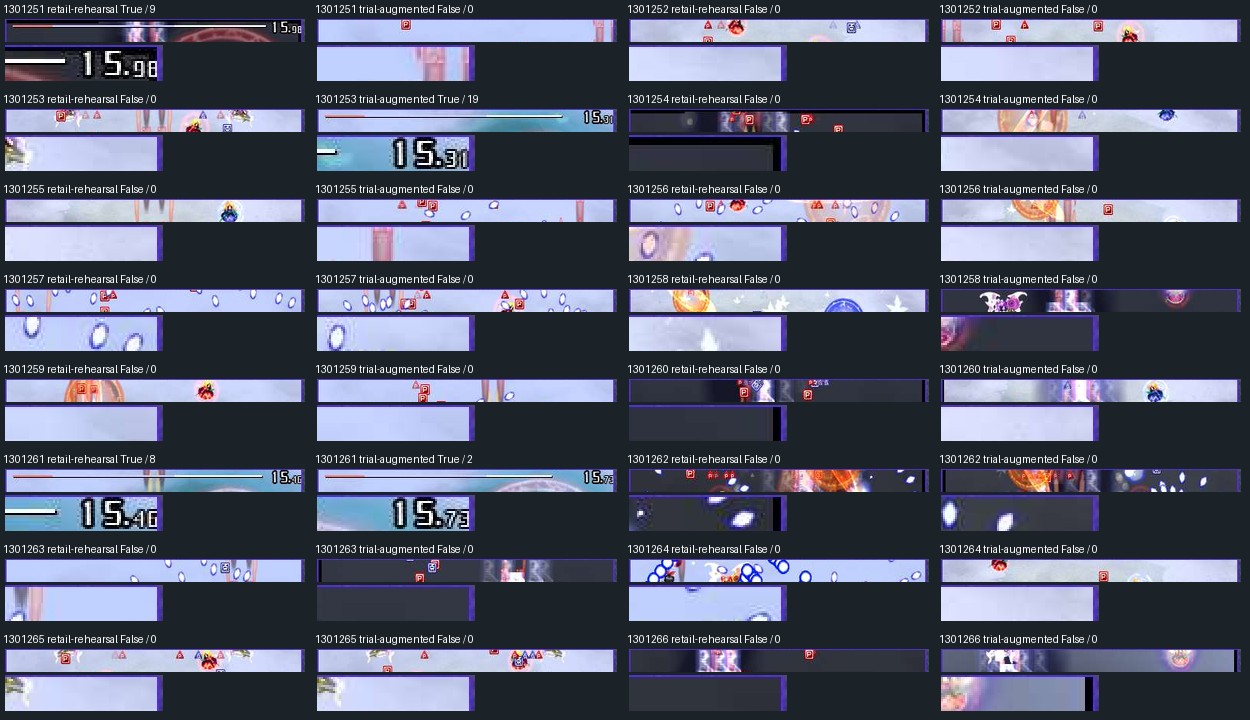 1301251 retail-rehearsal True / 9
1301251 trial-augmented False / 0
1301252 retail-rehearsal False / 0
1301252 trial-augmented False / 0
15.98
P
P
P
15.98
1301253 retail-rehearsal False / 0
1301253 trial-augmented True / 19
1301254 retail-rehearsal False / 0
1301254 trial-augmented False / 0
P
15.31
P
P
15.31
1301255 retail-rehearsal False / 0
1301255 trial-augmented False / 0
1301256 retail-rehearsal False / 0
1301256 trial-augmented False / 0
P
P
P
1301257 retail-rehearsal False / 0
1301257 trial-augmented False / 0
1301258 retail-rehearsal False / 0
1301258 trial-augmented False / 0
P
P
1301259 retail-rehearsal False / 0
1301259 trial-augmented False / 0
1301260 retail-rehearsal False / 0
1301260 trial-augmented False / 0
P
P
P
P
P
1301261 retail-rehearsal True / 8
1301261 trial-augmented True / 2
1301262 retail-rehearsal False / 0
1301262 trial-augmented False / 0
15.46
15.73
P
15.46
15.73
1301263 retail-rehearsal False / 0
1301263 trial-augmented False / 0
1301264 retail-rehearsal False / 0
1301264 trial-augmented False / 0
P
P
1301265 retail-rehearsal False / 0
1301265 trial-augmented False / 0
1301266 retail-rehearsal False / 0
1301266 trial-augmented False / 0
P
P